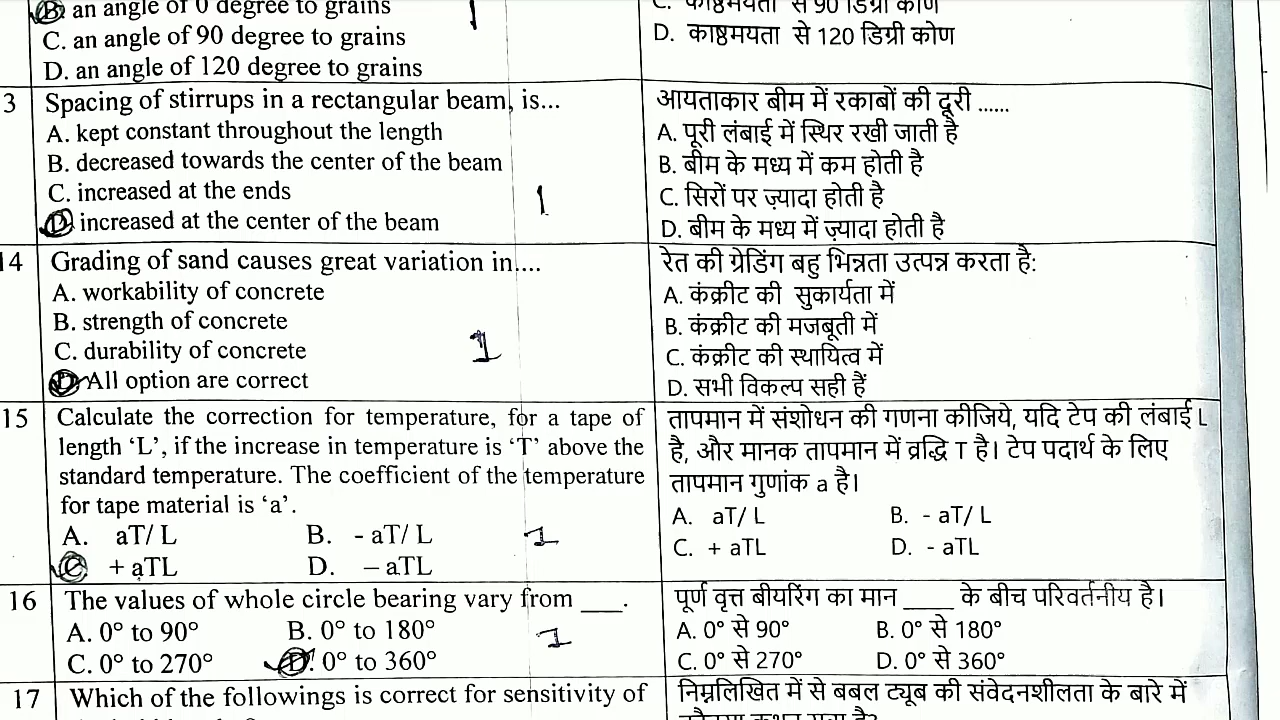 B. an angle of 0 degree to grains
C. an angle of 90 degree to grains
D. an angle of 120 degree to grains
1
C. काष्ठमयता से 90 डिग्री कोण
D. काष्ठमयता से 120 डिग्री कोण
3 Spacing of stirrups in a rectangular beam, is...
A. kept constant throughout the length
B. decreased towards the center of the beam
C. increased at the ends
D. increased at the center of the beam
1
आयताकार बीम में रकाबों की दूरी ......
A. पूरी लंबाई में स्थिर रखी जाती है
B. बीम के मध्य में कम होती है
C. सिरों पर ज़्यादा होती है
D. बीम के मध्य में ज़्यादा होती है
14 Grading of sand causes great variation in....
A. workability of concrete
B. strength of concrete
C. durability of concrete
D. All option are correct
1
रेत की ग्रेडिंग बहु भिन्नता उत्पन्न करता है:
A. कंक्रीट की सुकार्यता में
B. कंक्रीट की मजबूती में
C. कंक्रीट की स्थायित्व में
D. सभी विकल्प सही हैं
15 Calculate the correction for temperature, for a tape of
length ‘L’, if the increase in temperature is ‘T’ above the
standard temperature. The coefficient of the temperature
for tape material is ‘a’.
A. aT/ L B. - aT/ L
C. + aTL D. – aTL
1
तापमान में संशोधन की गणना कीजिये, यदि टेप की लंबाई L
है, और मानक तापमान में व्रद्धि T है। टेप पदार्थ के लिए
तापमान गुणांक a है।
A. aT/ L B. - aT/ L
C. + aTL D. - aTL
16 The values of whole circle bearing vary from ___.
A. 0° to 90° B. 0° to 180°
C. 0° to 270° D. 0° to 360°
1
पूर्ण वृत्त बीयरिंग का मान ____ के बीच परिवर्तनीय है।
A. 0° से 90° B. 0° से 180°
C. 0° से 270° D. 0° से 360°
17 Which of the followings is correct for sensitivity of
निम्नलिखित में से बबल ट्यूब की संवेदनशीलता के बारे में